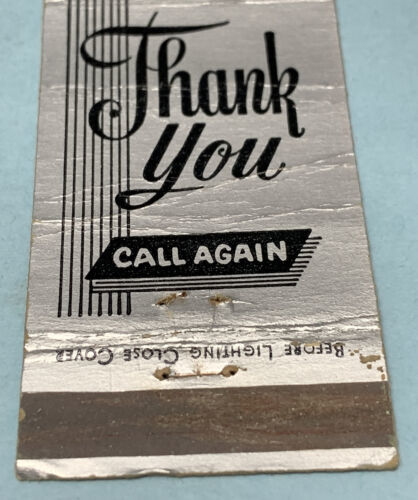 Thank
You
CALL AGAIN
BEFORE LIGHTING CLOSE COVER